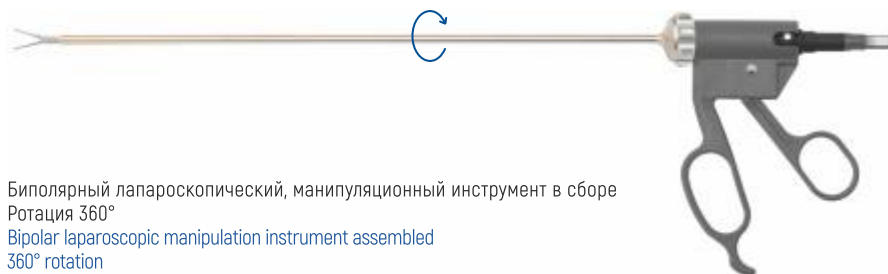 Биполярный лапароскопический, манипуляционный инструмент в сборе
Ротация 360°
Bipolar laparoscopic manipulation instrument assembled
360° rotation